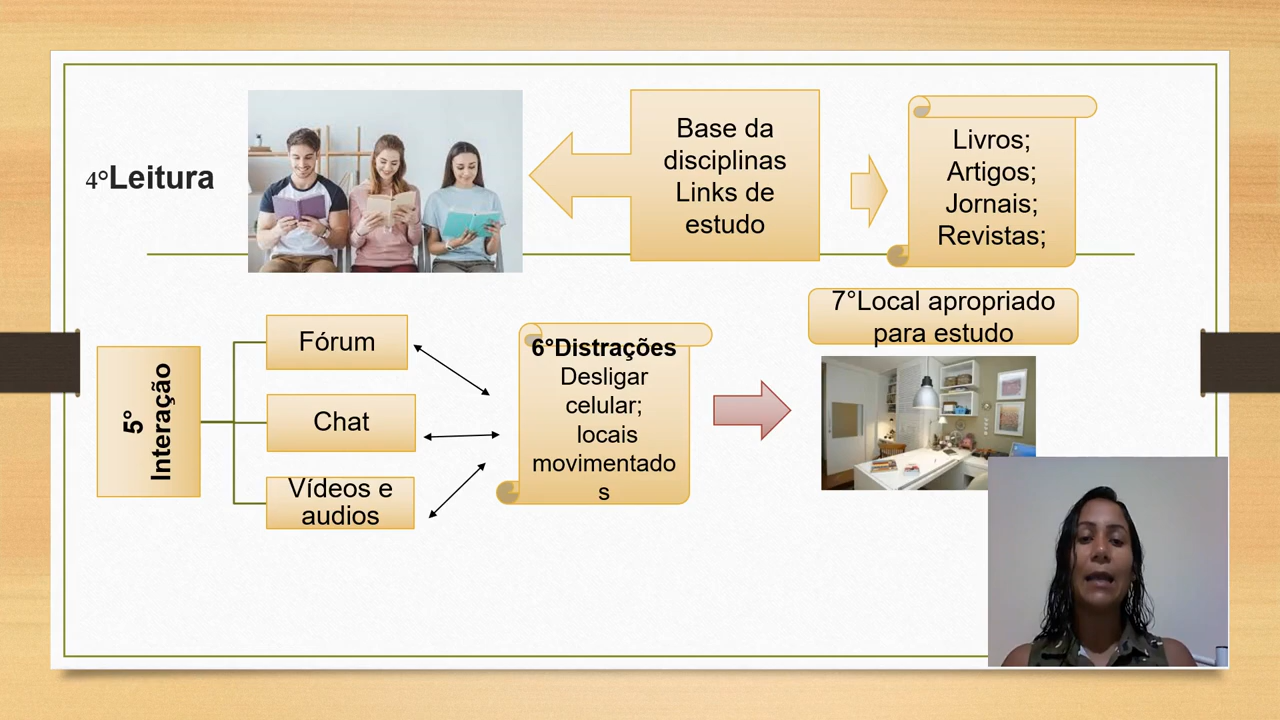 4°Leitura
Base da
disciplinas
Links de
estudo
Livros;
Artigos;
Jornais;
Revistas;
5°
Interação
Fórum
Chat
Vídeos e
audios
6°Distrações
Desligar
celular;
locais
movimentado
s
7°Local apropriado
para estudo